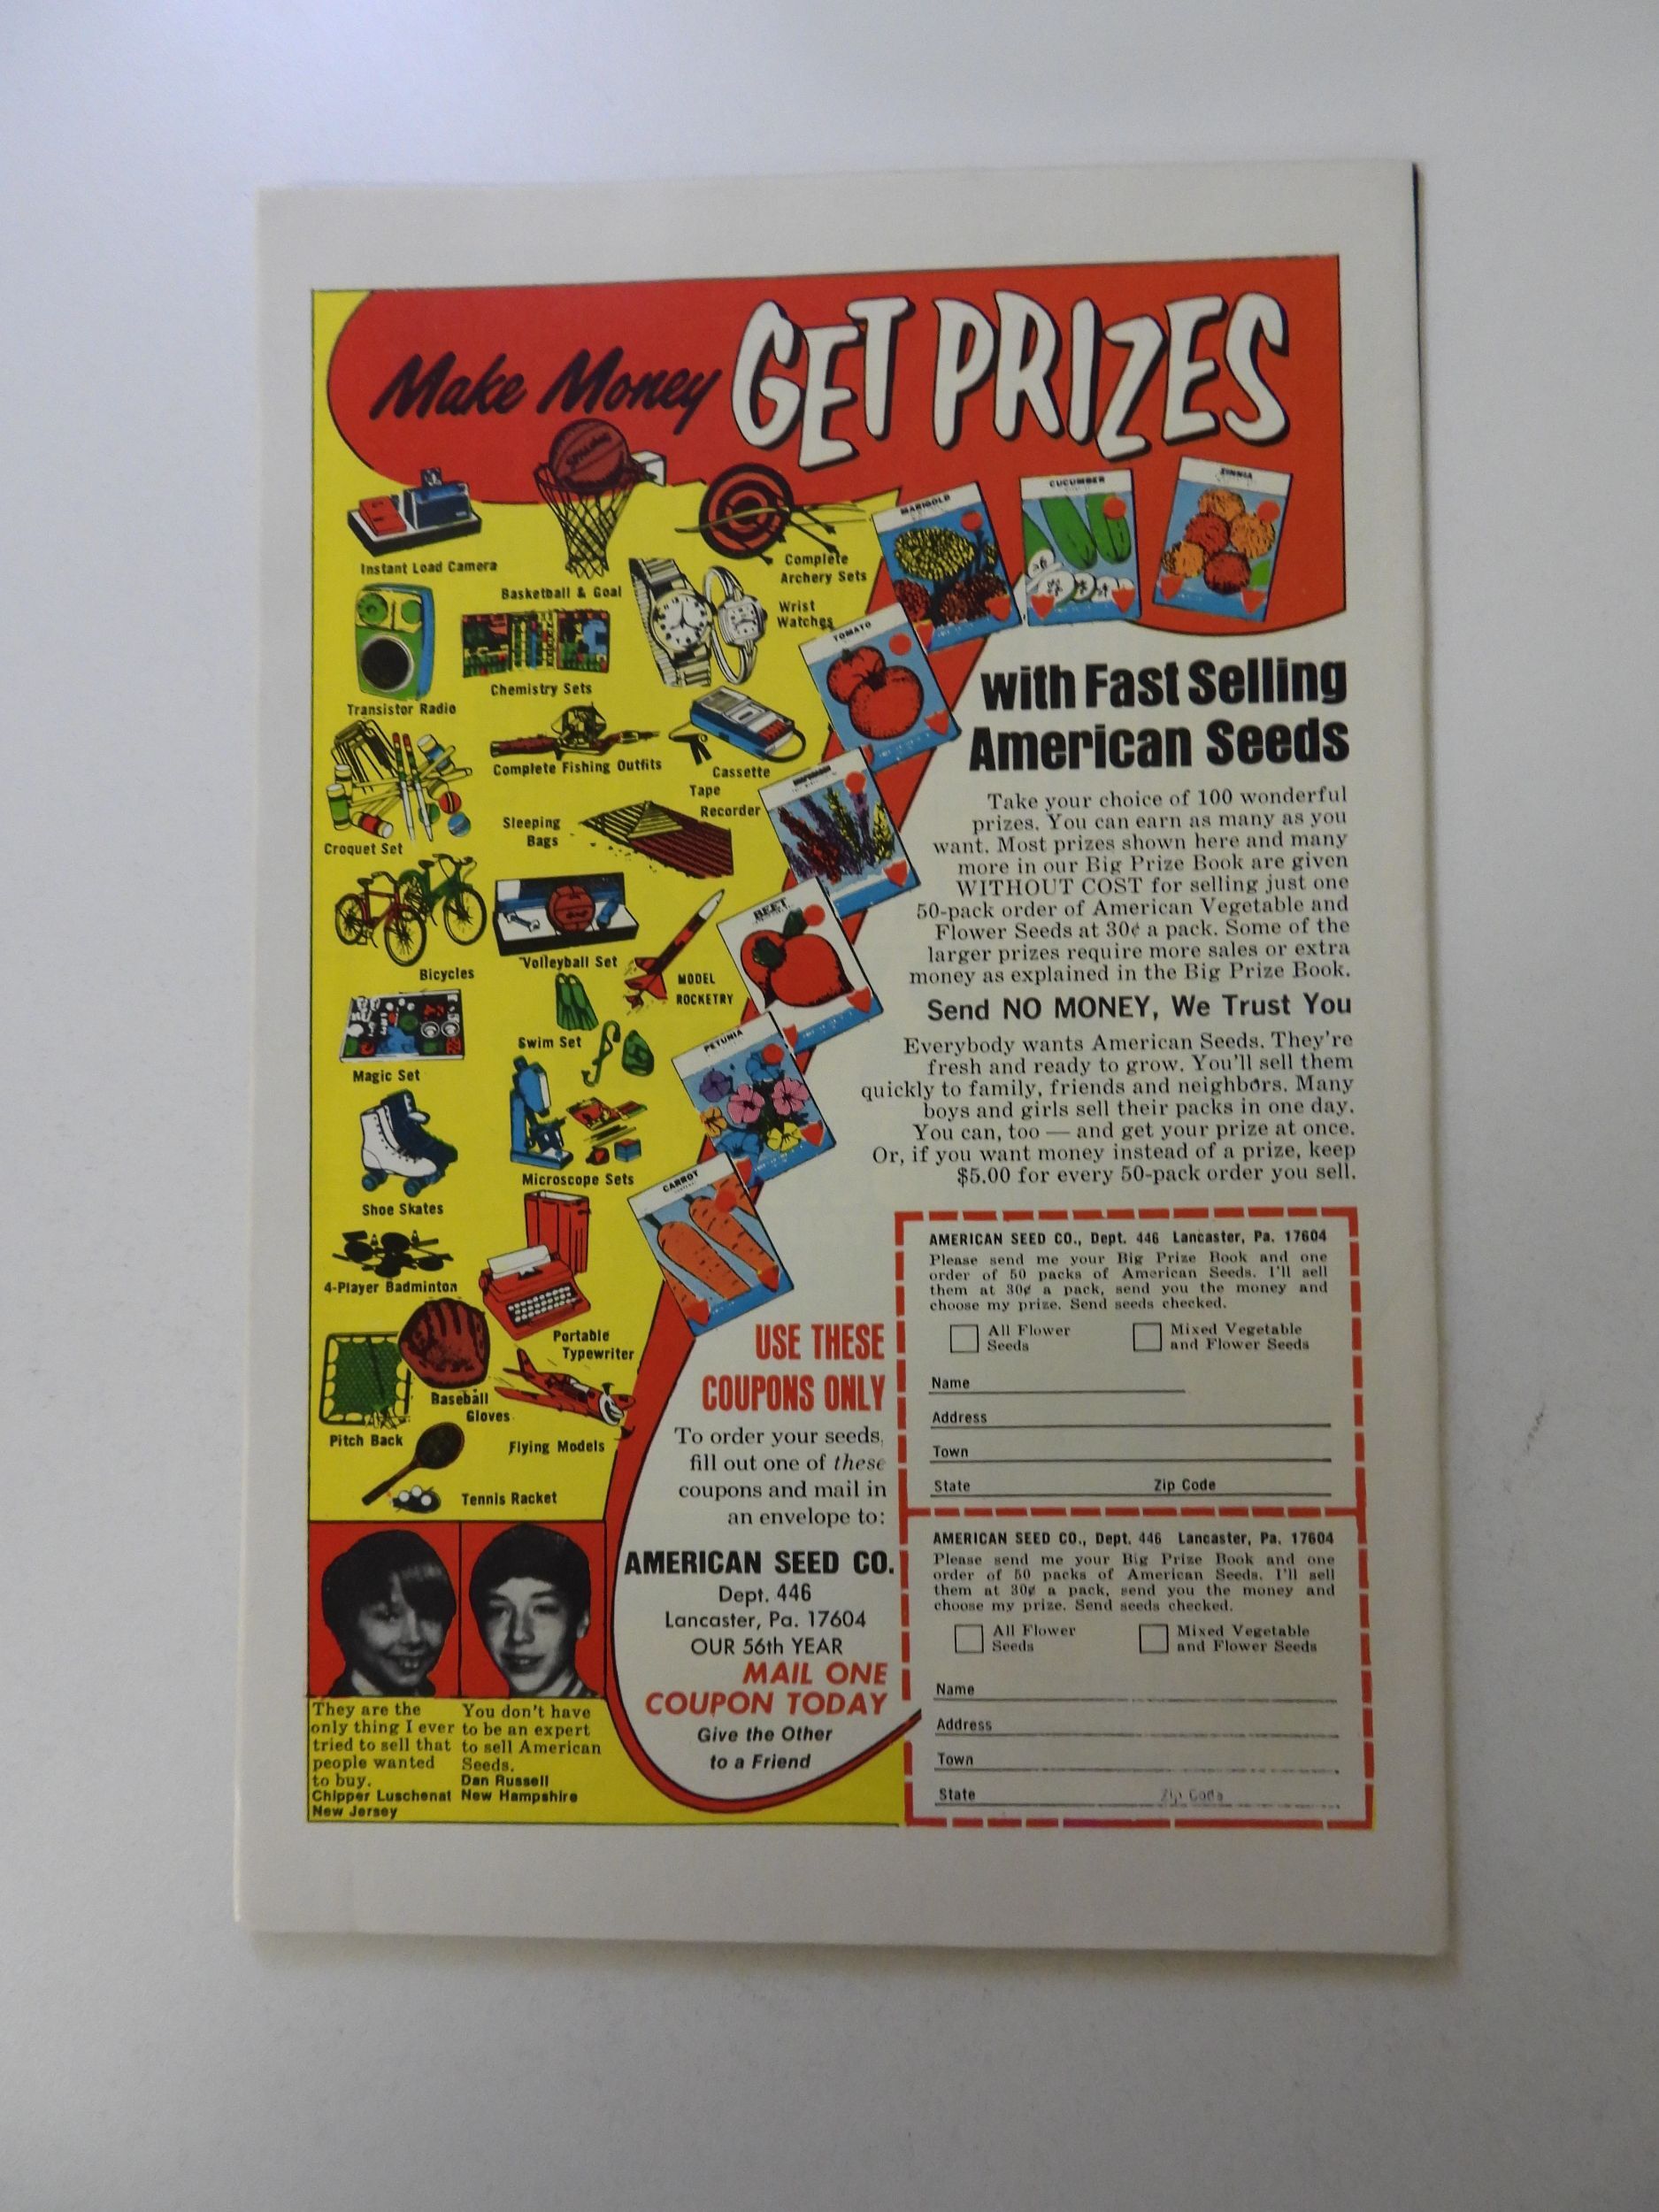 Make Money GET PRIZES
SPALDING
Instant Load Camera
Basketball & Goal
Complete
Archery Sets
Wrist
Watches
Transistor Radio
Chemistry Sets
Complete Fishing Outfits
Cassette
Tape
Recorder
Croquet Set
Sleeping
Bags
Bicycles
Volleyball Set
MODEL
ROCKETRY
Magic Set
Swim Set
Shoe Skates
Microscope Sets
4-Player Badminton
Portable
Typewriter
Baseball
Gloves
Pitch Back
Flying Models
Tennis Racket
MARIGOLD
CUCUMBER
ZINNIA
TOMATO
BEET
PETUNIA
CARROT
with Fast Selling
American Seeds
Take your choice of 100 wonderful
prizes. You can earn as many as you
want. Most prizes shown here and many
more in our Big Prize Book are given
WITHOUT COST for selling just one
50-pack order of American Vegetable and
Flower Seeds at 30¢ a pack. Some of the
larger prizes require more sales or extra
money as explained in the Big Prize Book.
Send NO MONEY, We Trust You
Everybody wants American Seeds. They're
fresh and ready to grow. You'll sell them
quickly to family, friends and neighbors. Many
boys and girls sell their packs in one day.
You can, too — and get your prize at once.
Or, if you want money instead of a prize, keep
$5.00 for every 50-pack order you sell.
USE THESE
COUPONS ONLY
To order your seeds,
fill out one of these
coupons and mail in
an envelope to:
AMERICAN SEED CO.
Dept. 446
Lancaster, Pa. 17604
OUR 56th YEAR
MAIL ONE
COUPON TODAY
Give the Other
to a Friend
AMERICAN SEED CO., Dept. 446 Lancaster, Pa. 17604
Please send me your Big Prize Book and one
order of 50 packs of American Seeds. I'll sell
them at 30¢ a pack, send you the money and
choose my prize. Send seeds checked.
All Flower
Seeds
Mixed Vegetable
and Flower Seeds
Name
Address
Town
State Zip Code
AMERICAN SEED CO., Dept. 446 Lancaster, Pa. 17604
Please send me your Big Prize Book and one
order of 50 packs of American Seeds. I'll sell
them at 30¢ a pack, send you the money and
choose my prize. Send seeds checked.
All Flower
Seeds
Mixed Vegetable
and Flower Seeds
Name
Address
Town
State Zip Code
They are the
only thing I ever
tried to sell that
people wanted
to buy.
Chipper Luschenat
New Jersey
You don't have
to be an expert
to sell American
Seeds.
Dan Russell
New Hampshire